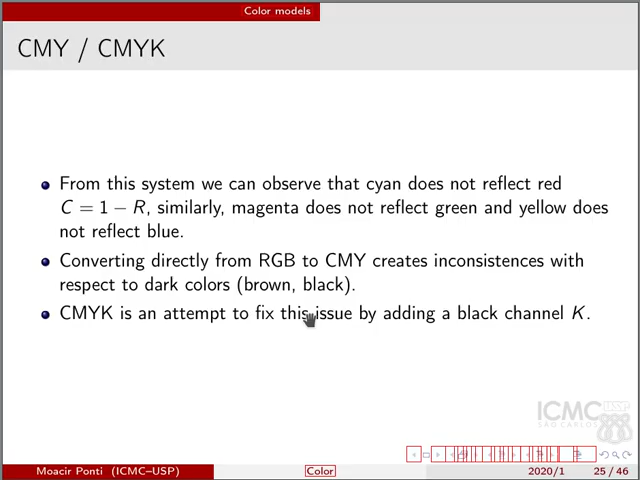 Color models
CMY / CMYK
From this system we can observe that cyan does not reflect red
C = 1 − R, similarly, magenta does not reflect green and yellow does
not reflect blue.
Converting directly from RGB to CMY creates inconsistences with
respect to dark colors (brown, black).
CMYK is an attempt to fix this issue by adding a black channel K.
ICMC USP
SÃO CARLOS
Moacir Ponti (ICMC–USP) Color 2020/1 25 / 46